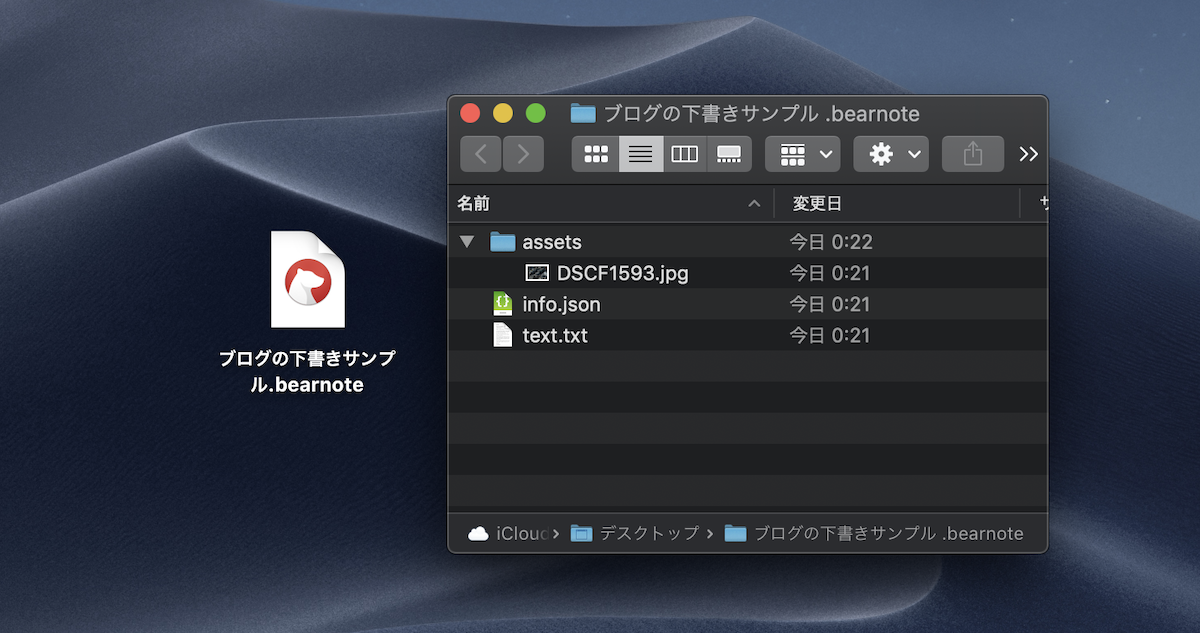 ブログの下書きサンプ
ル.bearnote
ブログの下書きサンプル .bearnote
名前
変更日
assets
今日 0:22
DSCF1593.jpg
今日 0:21
info.json
今日 0:21
text.txt
今日 0:21
iCloud
デスクトップ
ブログの下書きサンプル .bearnote